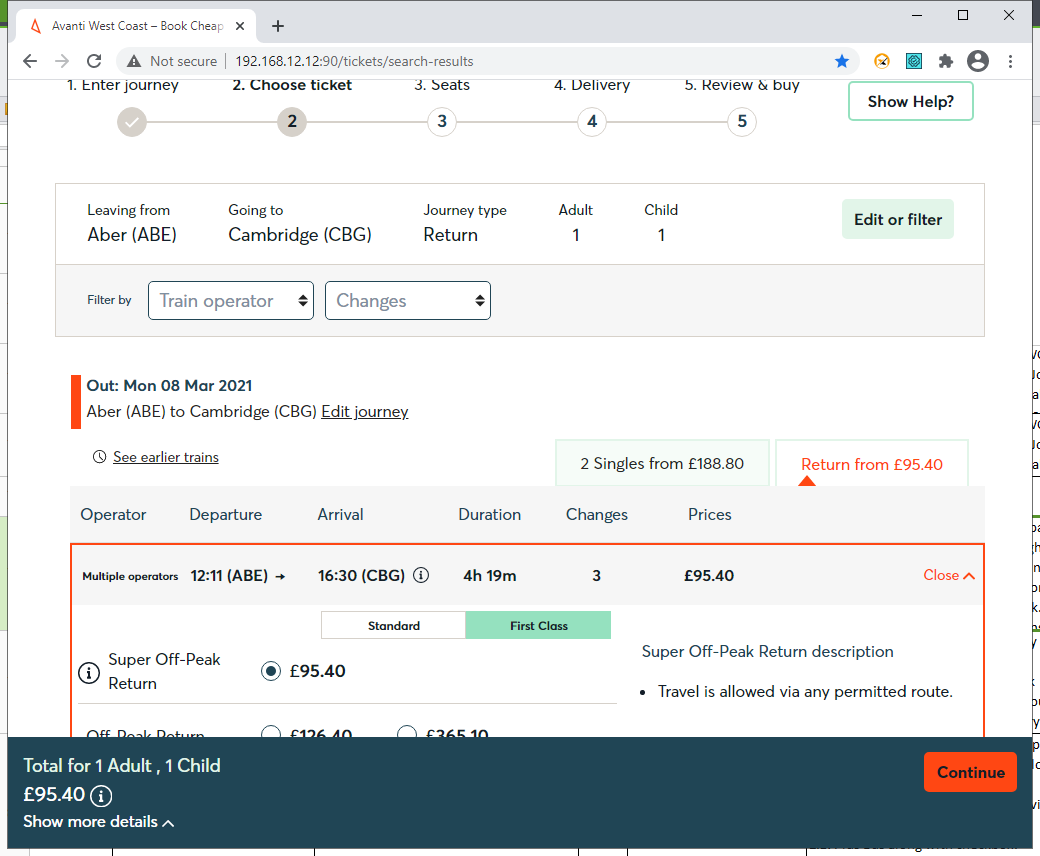 Avanti West Coast – Book Cheap
Not secure | 192.168.12.12:90/tickets/search-results
1. Enter journey 2. Choose ticket 3. Seats 4. Delivery 5. Review & buy
Show Help?
2 3 4 5
Leaving from Going to Journey type Adult Child
Aber (ABE) Cambridge (CBG) Return 1 1
Edit or filter
Filter by Train operator Changes
Out: Mon 08 Mar 2021
Aber (ABE) to Cambridge (CBG) Edit journey
See earlier trains
2 Singles from £188.80 Return from £95.40
Operator Departure Arrival Duration Changes Prices
Multiple operators 12:11 (ABE) → 16:30 (CBG) 4h 19m 3 £95.40 Close
Standard First Class
Super Off-Peak
Return
£95.40
Super Off-Peak Return description
• Travel is allowed via any permitted route.
Off-Peak Return £126.40 £365.10
Total for 1 Adult , 1 Child
£95.40
Show more details
Continue